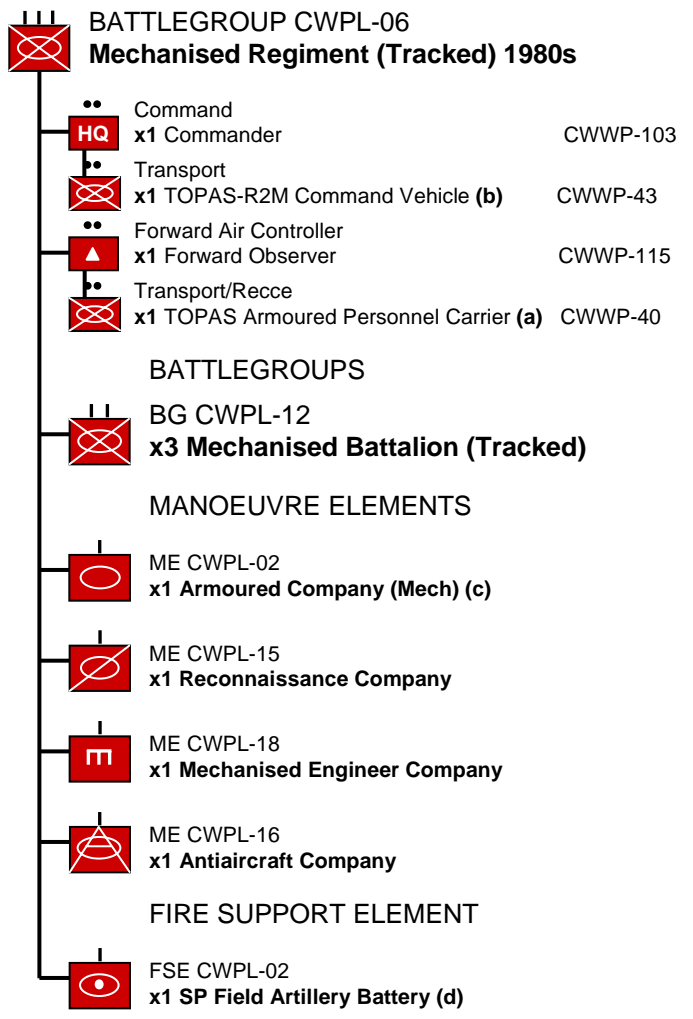 BATTLEGROUP CWPL-06
Mechanised Regiment (Tracked) 1980s
Command
HQ x1 Commander CWWP-103
Transport
x1 TOPAS-R2M Command Vehicle (b) CWWP-43
Forward Air Controller
x1 Forward Observer CWWP-115
Transport/Recce
x1 TOPAS Armoured Personnel Carrier (a) CWWP-40
BATTLEGROUPS
BG CWPL-12
x3 Mechanised Battalion (Tracked)
MANOEUVRE ELEMENTS
ME CWPL-02
x1 Armoured Company (Mech) (c)
ME CWPL-15
x1 Reconnaissance Company
ME CWPL-18
x1 Mechanised Engineer Company
ME CWPL-16
x1 Antiaircraft Company
FIRE SUPPORT ELEMENT
FSE CWPL-02
x1 SP Field Artillery Battery (d)